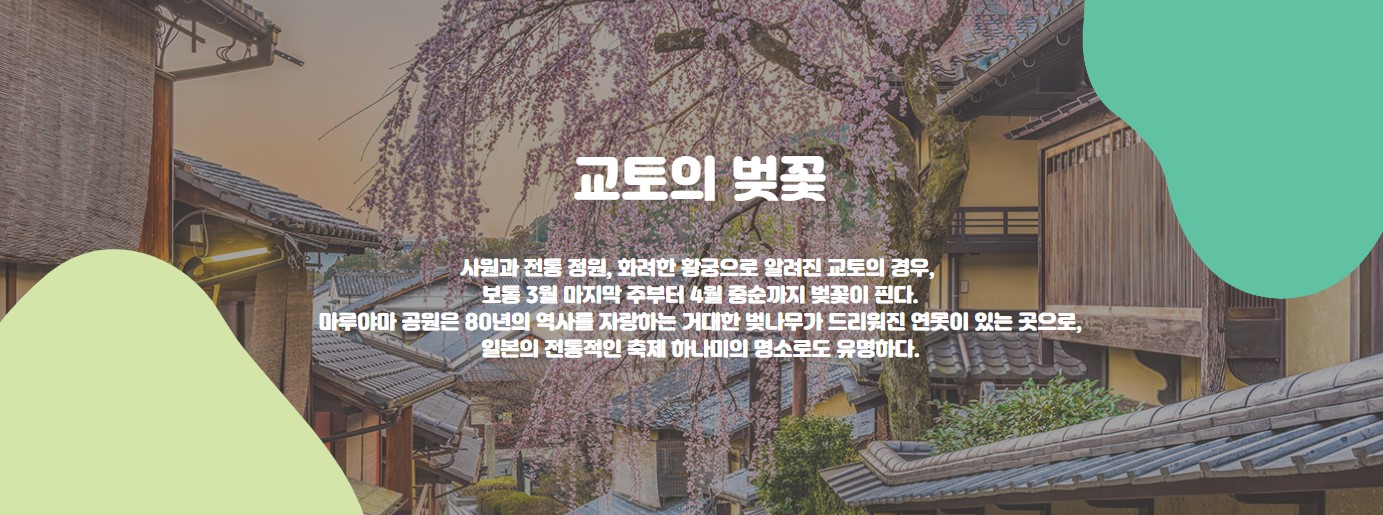 교토의 벚꽃
사원과 전통 정원, 화려한 황궁으로 알려진 교토의 경우,
보통 3월 마지막 주부터 4월 중순까지 벚꽃이 핀다.
마루야마 공원은 80년의 역사를 자랑하는 거대한 벚나무가 드리워진 연못이 있는 곳으로,
일본의 전통적인 축제 하나미의 명소로도 유명하다.